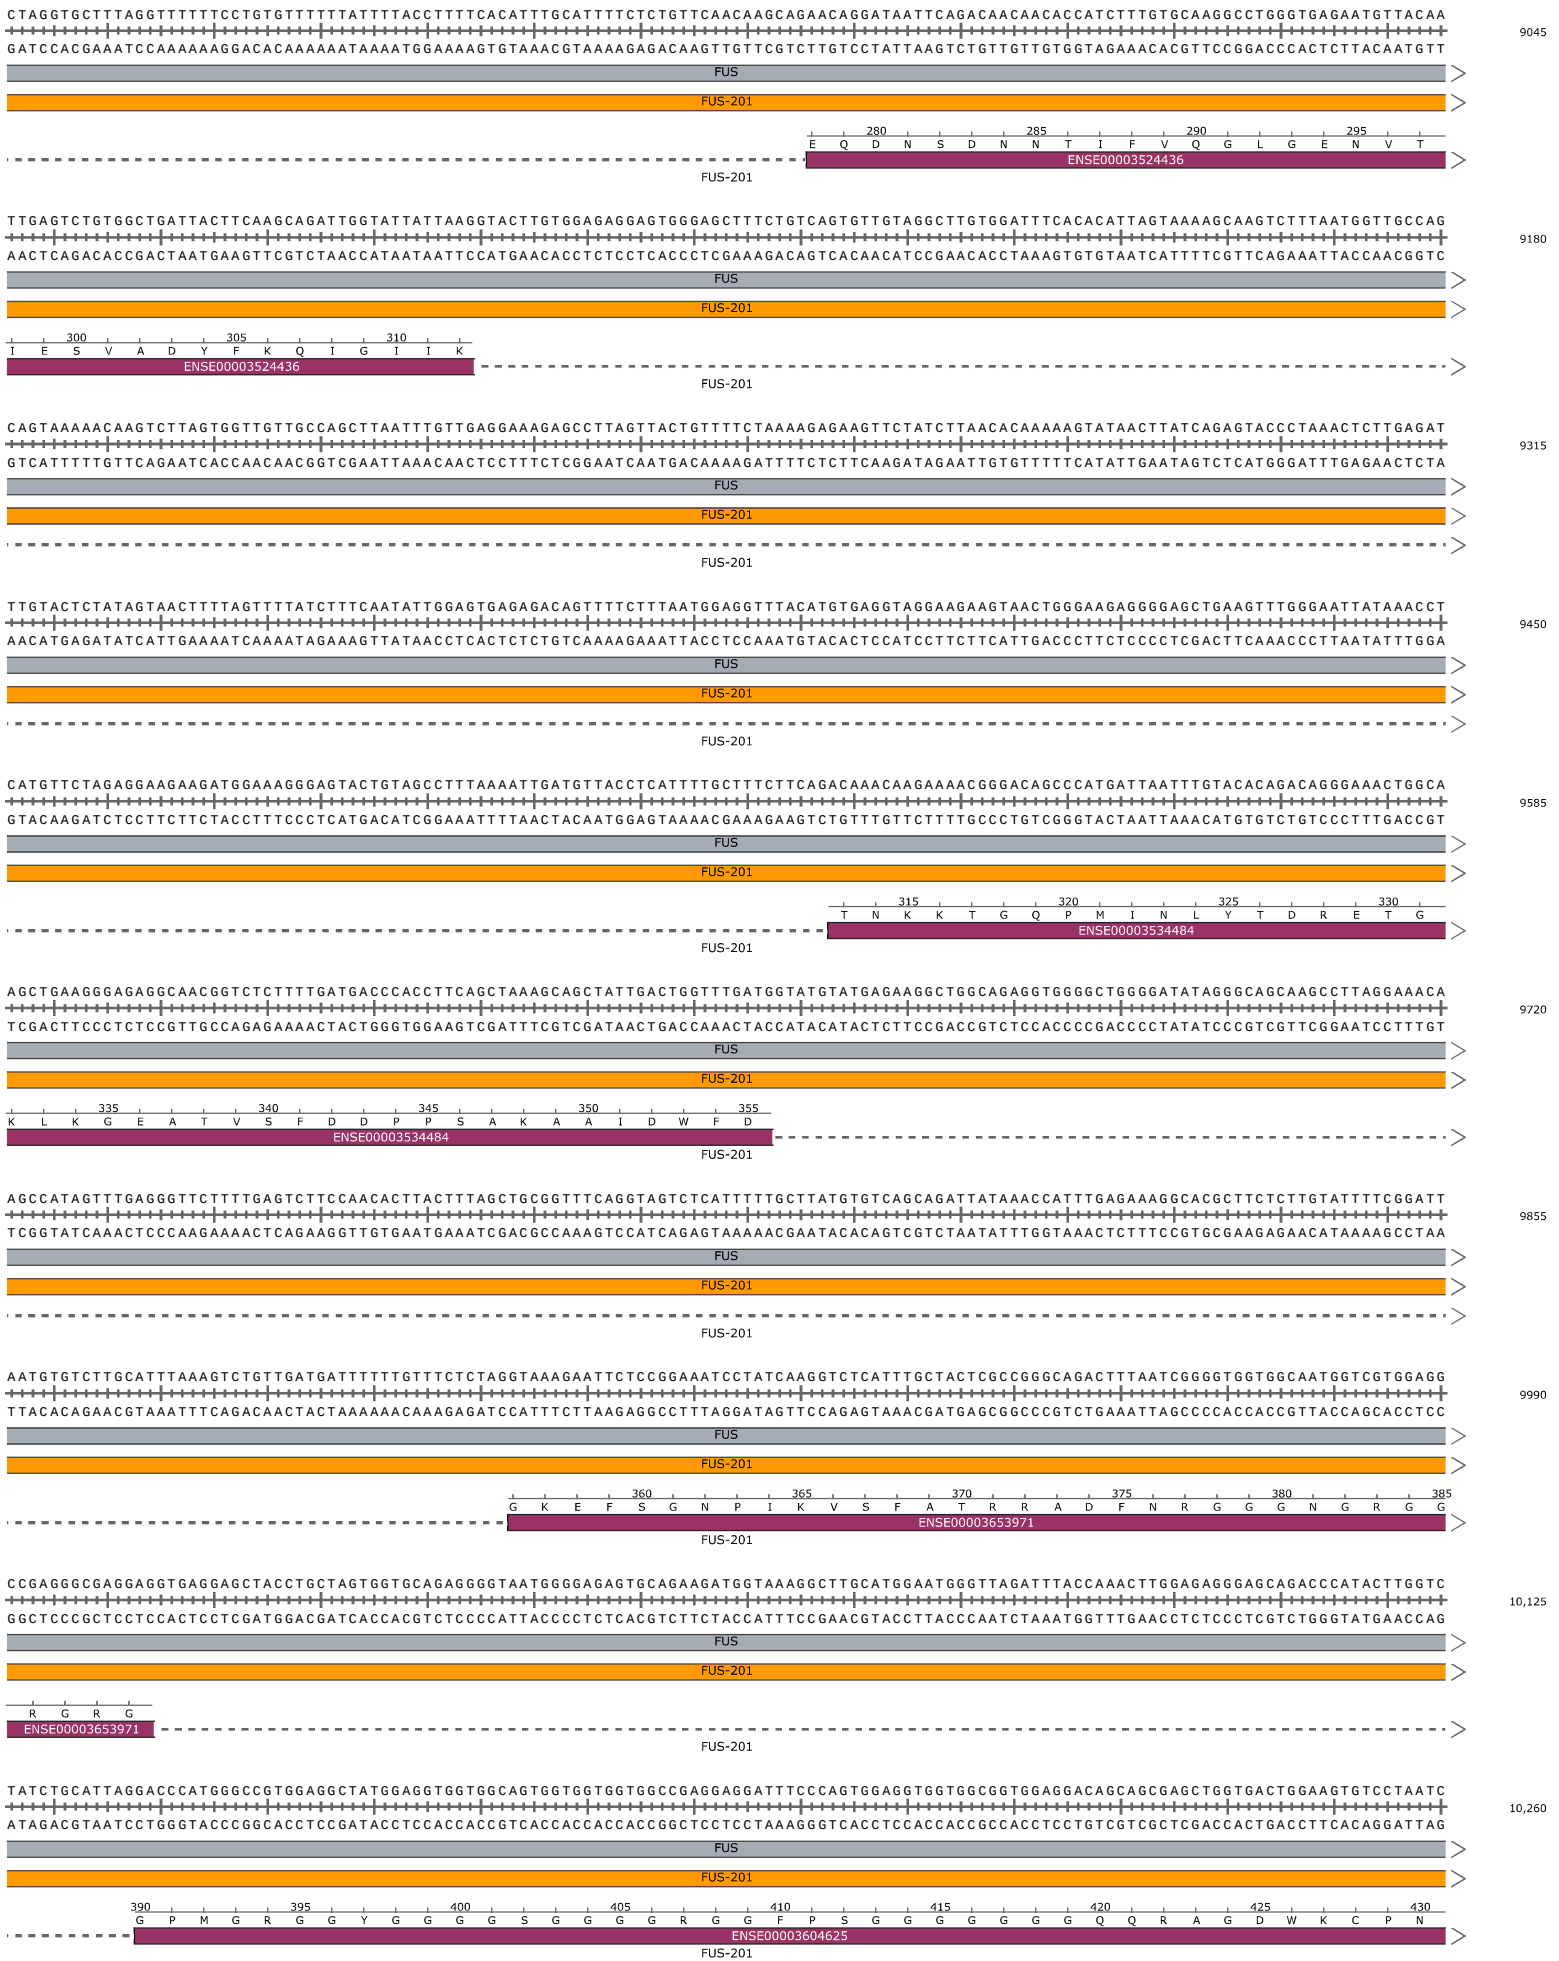 CTAGGTGCTTTAGGTTTTTTCCTGTGTTTTTTATTTTACCTTTTCACATTTGCATTTTCTCTGTTCAACAAGCAGAACAGGATAATTCAGACAACAACACCATCTTTGTGCAAGGCCTGGGTGAGAATGTTACAA
9045
GATCCACGAAATCCAAAAAAGGACACAAAAAATAAAATGGAAAAGTGTAAACGTAAAAGAGACAAGTTGTTCGTCTTGTCCTATTAAGTCTGTTGTTGTGGTAGAAACACGTTCCGGACCCACTCTTACAATGTT
FUS
FUS-201
280 285 290 295
E Q D N S D N N T I F V Q G L G E N V T
ENSE00003524436
FUS-201
TTGAGTCTGTGGCTGATTACTTCAAGCAGATTGGTATTATTAAGGTACTTGTGGAGAGGAGTGGGAGCTTTCTGTCAGTGTTGTAGGCTTGTGGATTTCACACATTAGTAAAAGCAAGTCTTTAATGGTTGCCAG
9180
AACTCAGACACCGACTAATGAAGTTCGTCTAACCATAATAATTCCATGAACACCTCTCCTCACCCTCGAAAGACAGTCACAACATCCGAACACCTAAAGTGTGTAATCATTTTCGTTCAGAAATTACCAACGGTC
FUS
FUS-201
300 305 310
I E S V A D Y F K Q I G I I K
ENSE00003524436
FUS-201
CAGTAAAAACAAGTCTTAGTGGTTGTTGCCAGCTTAATTTGTTGAGGAAAGAGCCTTAGTTACTGTTTTCTAAAAGAGAAGTTCTATCTTAACACAAAAAGTATAACTTATCAGAGTACCCTAAACTCTTGAGAT
9315
GTCATTTTTGTTCAGAATCACCAACAACGGTCGAATTAAACAACTCCTTTCTCGGAATCAATGACAAAAGATTTTCTCTTCAAGATAGAATTGTGTTTTTCATATTGAATAGTCTCATGGGATTTGAGAACTCTA
FUS
FUS-201
FUS-201
TTGTACTCTATAGTAACTTTTAGTTTTATCTTTCAATATTGGAGTGAGAGACAGTTTTCTTTAATGGAGGTTTACATGTGAGGTAGGAAGAAGTAACTGGGAAGAGGGGAGCTGAAGTTTGGGAATTATAAACCT
9450
AACATGAGATATCATTGAAAATCAAAATAGAAAGTTATAACCTCACTCTCTGTCAAAAGAAATTACCTCCAAATGTACACTCCATCCTTCTTCATTGACCCTTCTCCCCTCGACTTCAAACCCTTAATATTTGGA
FUS
FUS-201
FUS-201
CATGTTCTAGAGGAAGAAGATGGAAAGGGAGTACTGTAGCCTTTAAAATTGATGTTACCTCATTTTGCTTTCTTCAGACAAACAAGAAAACGGGACAGCCCATGATTAATTTGTACACAGACAGGGAAACTGGCA
9585
GTACAAGATCTCCTTCTTCTACCTTTCCCTCATGACATCGGAAATTTTAACTACAATGGAGTAAAACGAAAGAAGTCTGTTTGTTCTTTTGCCCTGTCGGGTACTAATTAAACATGTGTCTGTCCCTTTGACCGT
FUS
FUS-201
315 320 325 330
T N K K T G Q P M I N L Y T D R E T G
ENSE00003534484
FUS-201
AGCTGAAGGGAGAGGCAACGGTCTCTTTTGATGACCCACCTTCAGCTAAAGCAGCTATTGACTGGTTTGATGGTATGTATGAGAAGGCTGGCAGAGGTGGGGCTGGGGATATAGGGCAGCAAGCCTTAGGAAACA
9720
TCGACTTCCCTCTCCGTTGCCAGAGAAAACTACTGGGTGGAAGTCGATTTCGTCGATAACTGACCAAACTACCATACATACTCTTCCGACCGTCTCCACCCCGACCCCTATATCCCGTCGTTCGGAATCCTTTGT
FUS
FUS-201
335 340 345 350 355
K L K G E A T V S F D D P P S A K A A I D W F D
ENSE00003534484
FUS-201
AGCCATAGTTTGAGGGTTCTTTTGAGTCTTCCAACACTTACTTTAGCTGCGGTTTCAGGTAGTCTCATTTTTGCTTATGTGTCAGCAGATTATAAACCATTTGAGAAAGGCACGCTTCTCTTGTATTTTCGGATT
9855
TCGGTATCAAACTCCCAAGAAAACTCAGAAGGTTGTGAATGAAATCGACGCCAAAGTCCATCAGAGTAAAAACGAATACACAGTCGTCTAATATTTGGTAAACTCTTTCCGTGCGAAGAGAACATAAAAGCCTAA
FUS
FUS-201
FUS-201
AATGTGTCTTGCATTTAAAGTCTGTTGATGATTTTTTGTTTCTCTAGGTAAAGAATTCTCCGGAAATCCTATCAAGGTCTCATTTGCTACTCGCCGGGCAGACTTTAATCGGGGTGGTGGCAATGGTCGTGGAGG
9990
TTACACAGAACGTAAATTTCAGACAACTACTAAAAAACAAAGAGATCCATTTCTTAAGAGGCCTTTAGGATAGTTCCAGAGTAAACGATGAGCGGCCCGTCTGAAATTAGCCCCACCACCGTTACCAGCACCTCC
FUS
FUS-201
360 365 370 375 380 385
G K E F S G N P I K V S F A T R R A D F N R G G G N G R G G
ENSE00003653971
FUS-201
CCGAGGGCGAGGAGGTGAGGAGCTACCTGCTAGTGGTGCAGAGGGGTAATGGGGAGAGTGCAGAAGATGGTAAAGGCTTGCATGGAATGGGTTAGATTTACCAAACTTGGAGAGGGAGCAGACCCATACTTGGTC
10,125
GGCTCCCGCTCCTCCACTCCTCGATGGACGATCACCACGTCTCCCCATTACCCCTCTCACGTCTTCTACCATTTCCGAACGTACCTTACCCAATCTAAATGGTTTGAACCTCTCCCTCGTCTGGGTATGAACCAG
FUS
FUS-201
R G R G
ENSE00003653971
FUS-201
TATCTGCATTAGGACCCATGGGCCGTGGAGGCTATGGAGGTGGTGGCAGTGGTGGTGGTGGCCGAGGAGGATTTCCCAGTGGAGGTGGTGGCGGTGGAGGACAGCAGCGAGCTGGTGACTGGAAGTGTCCTAATC
10,260
ATAGACGTAATCCTGGGTACCCGGCACCTCCGATACCTCCACCACCGTCACCACCACCACCGGCTCCTCCTAAAGGGTCACCTCCACCACCGCCACCTCCTGTCGTCGCTCGACCACTGACCTTCACAGGATTAG
FUS
FUS-201
390 395 400 405 410 415 420 425 430
G P M G R G G Y G G G G S G G G G R G G F P S G G G G G G G Q Q R A G D W K C P N
ENSE00003604625
FUS-201